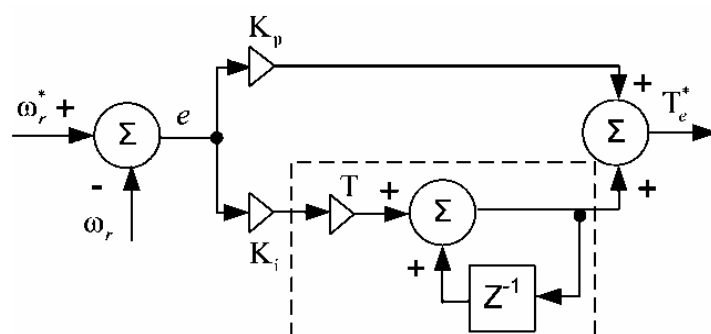 K_p
ω_r^* +
Σ
e
+
Σ
T_e^*
-
ω_r
K_i
T
+
Σ
+
+
Z^-1